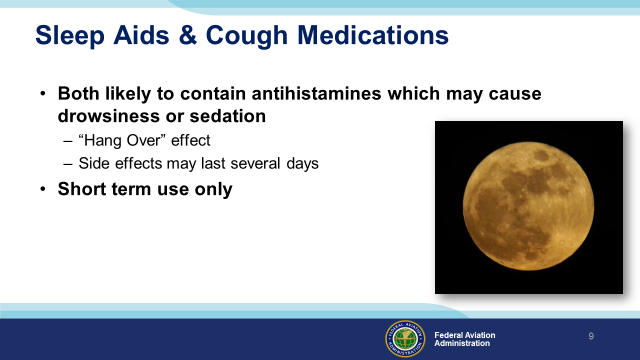 Sleep Aids & Cough Medications
• Both likely to contain antihistamines which may cause
drowsiness or sedation
– “Hang Over” effect
– Side effects may last several days
• Short term use only
Federal Aviation
Administration
9